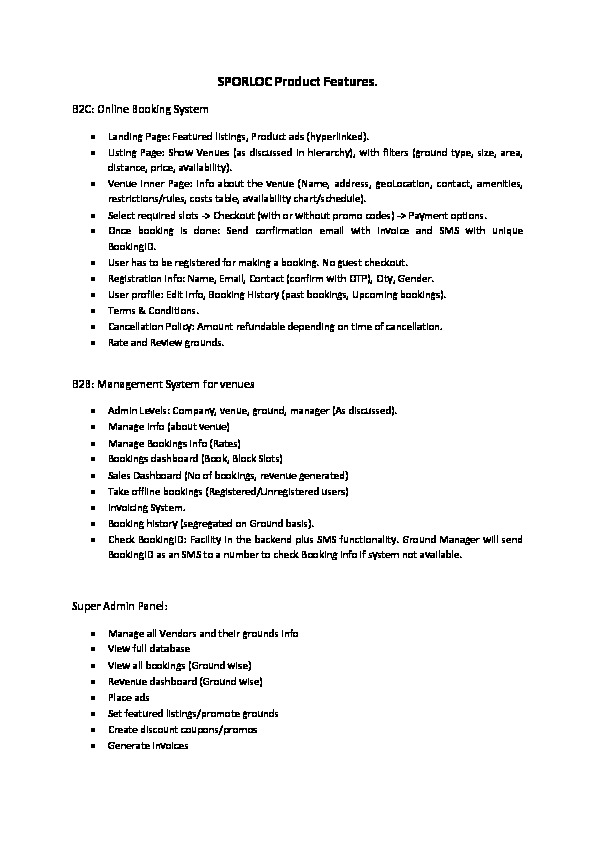 SPORLOC Product Features.
B2C: Online Booking System
• Landing Page: Featured listings, Product ads (hyperlinked).
• Listing Page: Show Venues (as discussed in hierarchy), with filters (ground type, size, area,
distance, price, availability).
• Venue Inner Page: Info about the venue (Name, address, geoLocation, contact, amenities,
restrictions/rules, costs table, availability chart/schedule).
• Select required slots -> Checkout (with or without promo codes) -> Payment options.
• Once booking is done: Send confirmation email with invoice and SMS with unique
BookingID.
• User has to be registered for making a booking. No guest checkout.
• Registration Info: Name, Email, Contact (confirm with OTP), City, Gender.
• User profile: Edit Info, Booking History (past bookings, Upcoming bookings).
• Terms & Conditions.
• Cancellation Policy: Amount refundable depending on time of cancellation.
• Rate and Review grounds.
B2B: Management System for venues
• Admin Levels: Company, venue, ground, manager (As discussed).
• Manage Info (about venue)
• Manage Bookings Info (Rates)
• Bookings dashboard (Book, Block Slots)
• Sales Dashboard (No of bookings, revenue generated)
• Take offline bookings (Registered/Unregistered users)
• Invoicing System.
• Booking history (segregated on Ground basis).
• Check BookingID: Facility in the backend plus SMS functionality. Ground Manager will send
BookingID as an SMS to a number to check Booking Info if system not available.
Super Admin Panel:
• Manage all Vendors and their grounds info
• View full database
• View all bookings (Ground wise)
• Revenue dashboard (Ground wise)
• Place ads
• Set featured listings/promote grounds
• Create discount coupons/promos
• Generate Invoices